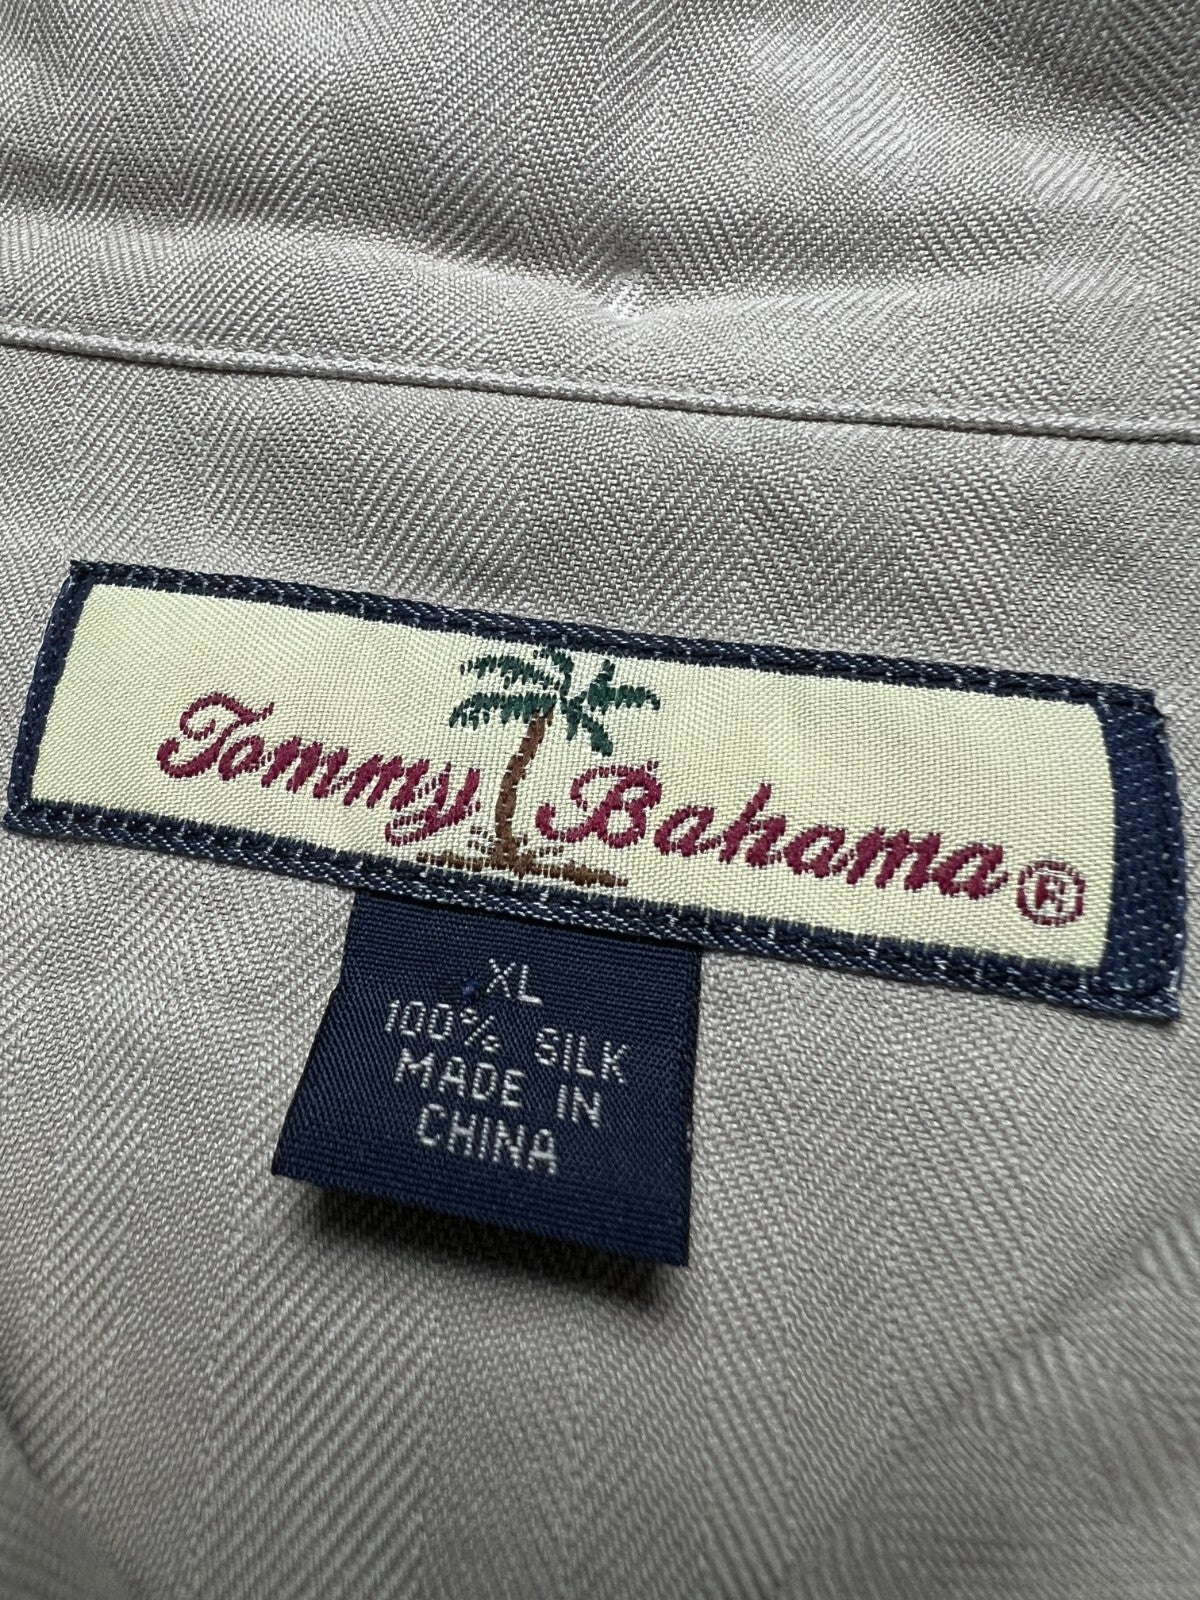 Tommy Bahama ®
XL
100% SILK
MADE IN
CHINA